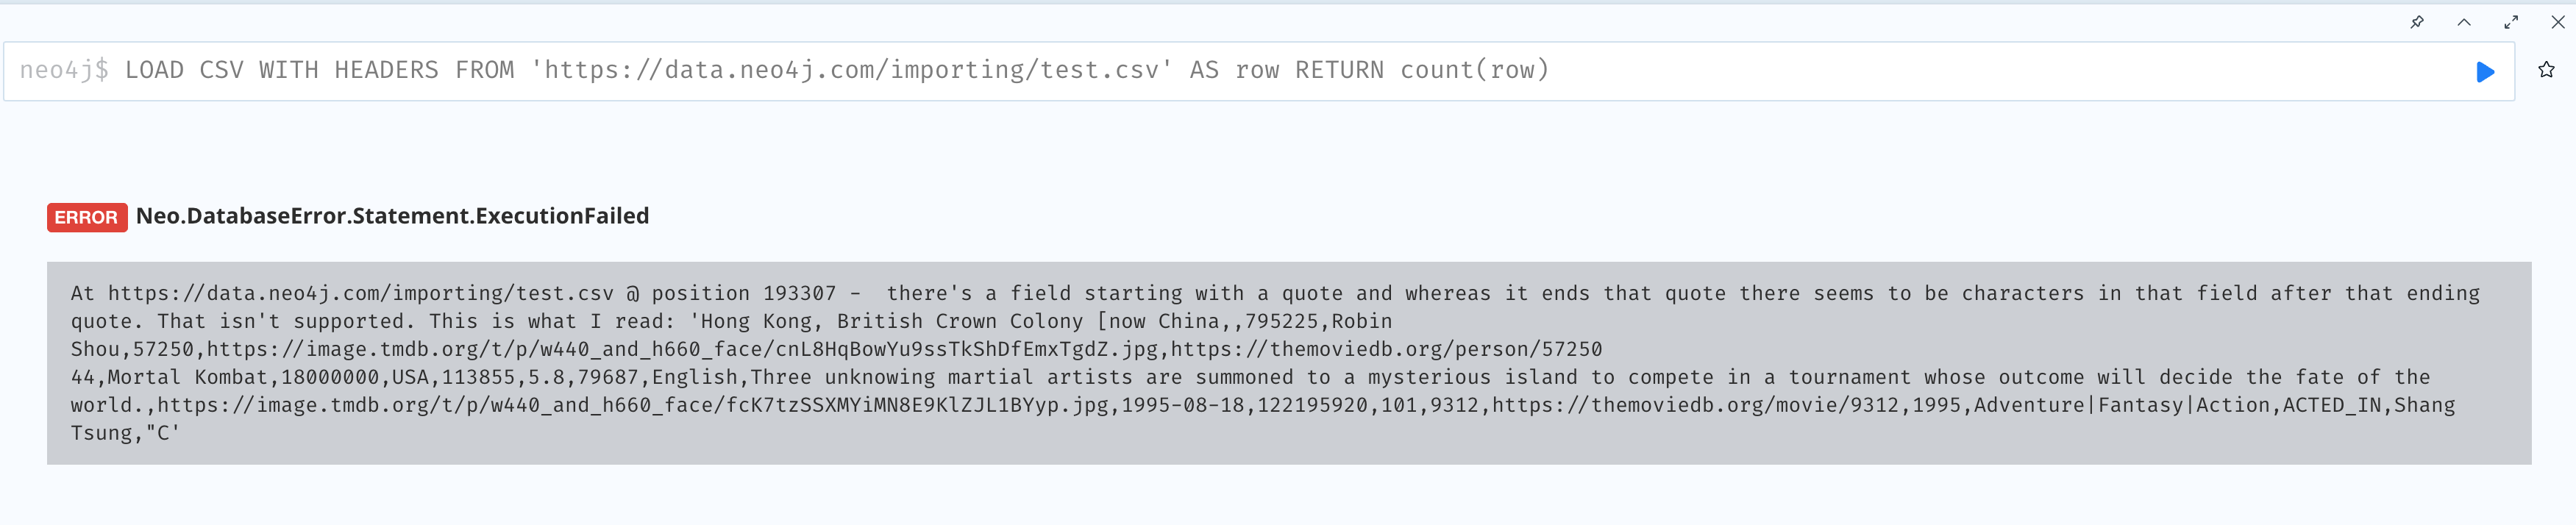 neo4j$ LOAD CSV WITH HEADERS FROM 'https://data.neo4j.com/importing/test.csv' AS row RETURN count(row)
ERROR Neo.DatabaseError.Statement.ExecutionFailed
At https://data.neo4j.com/importing/test.csv @ position 193307 -  there's a field starting with a quote and whereas it ends that quote there seems to be characters in that field after that ending
quote. That isn't supported. This is what I read: 'Hong Kong, British Crown Colony [now China,,795225,Robin
Shou,57250,https://image.tmdb.org/t/p/w440_and_h660_face/cnL8HqBowYu9ssTkShDfEmxTgdZ.jpg,https://themoviedb.org/person/57250
44,Mortal Kombat,18000000,USA,113855,5.8,79687,English,Three unknowing martial artists are summoned to a mysterious island to compete in a tournament whose outcome will decide the fate of the
world.,https://image.tmdb.org/t/p/w440_and_h660_face/fcK7tzSSXMYiMN8E9KlZJL1BYyp.jpg,1995-08-18,122195920,101,9312,https://themoviedb.org/movie/9312,1995,Adventure|Fantasy|Action,ACTED_IN,Shang
Tsung,"C'